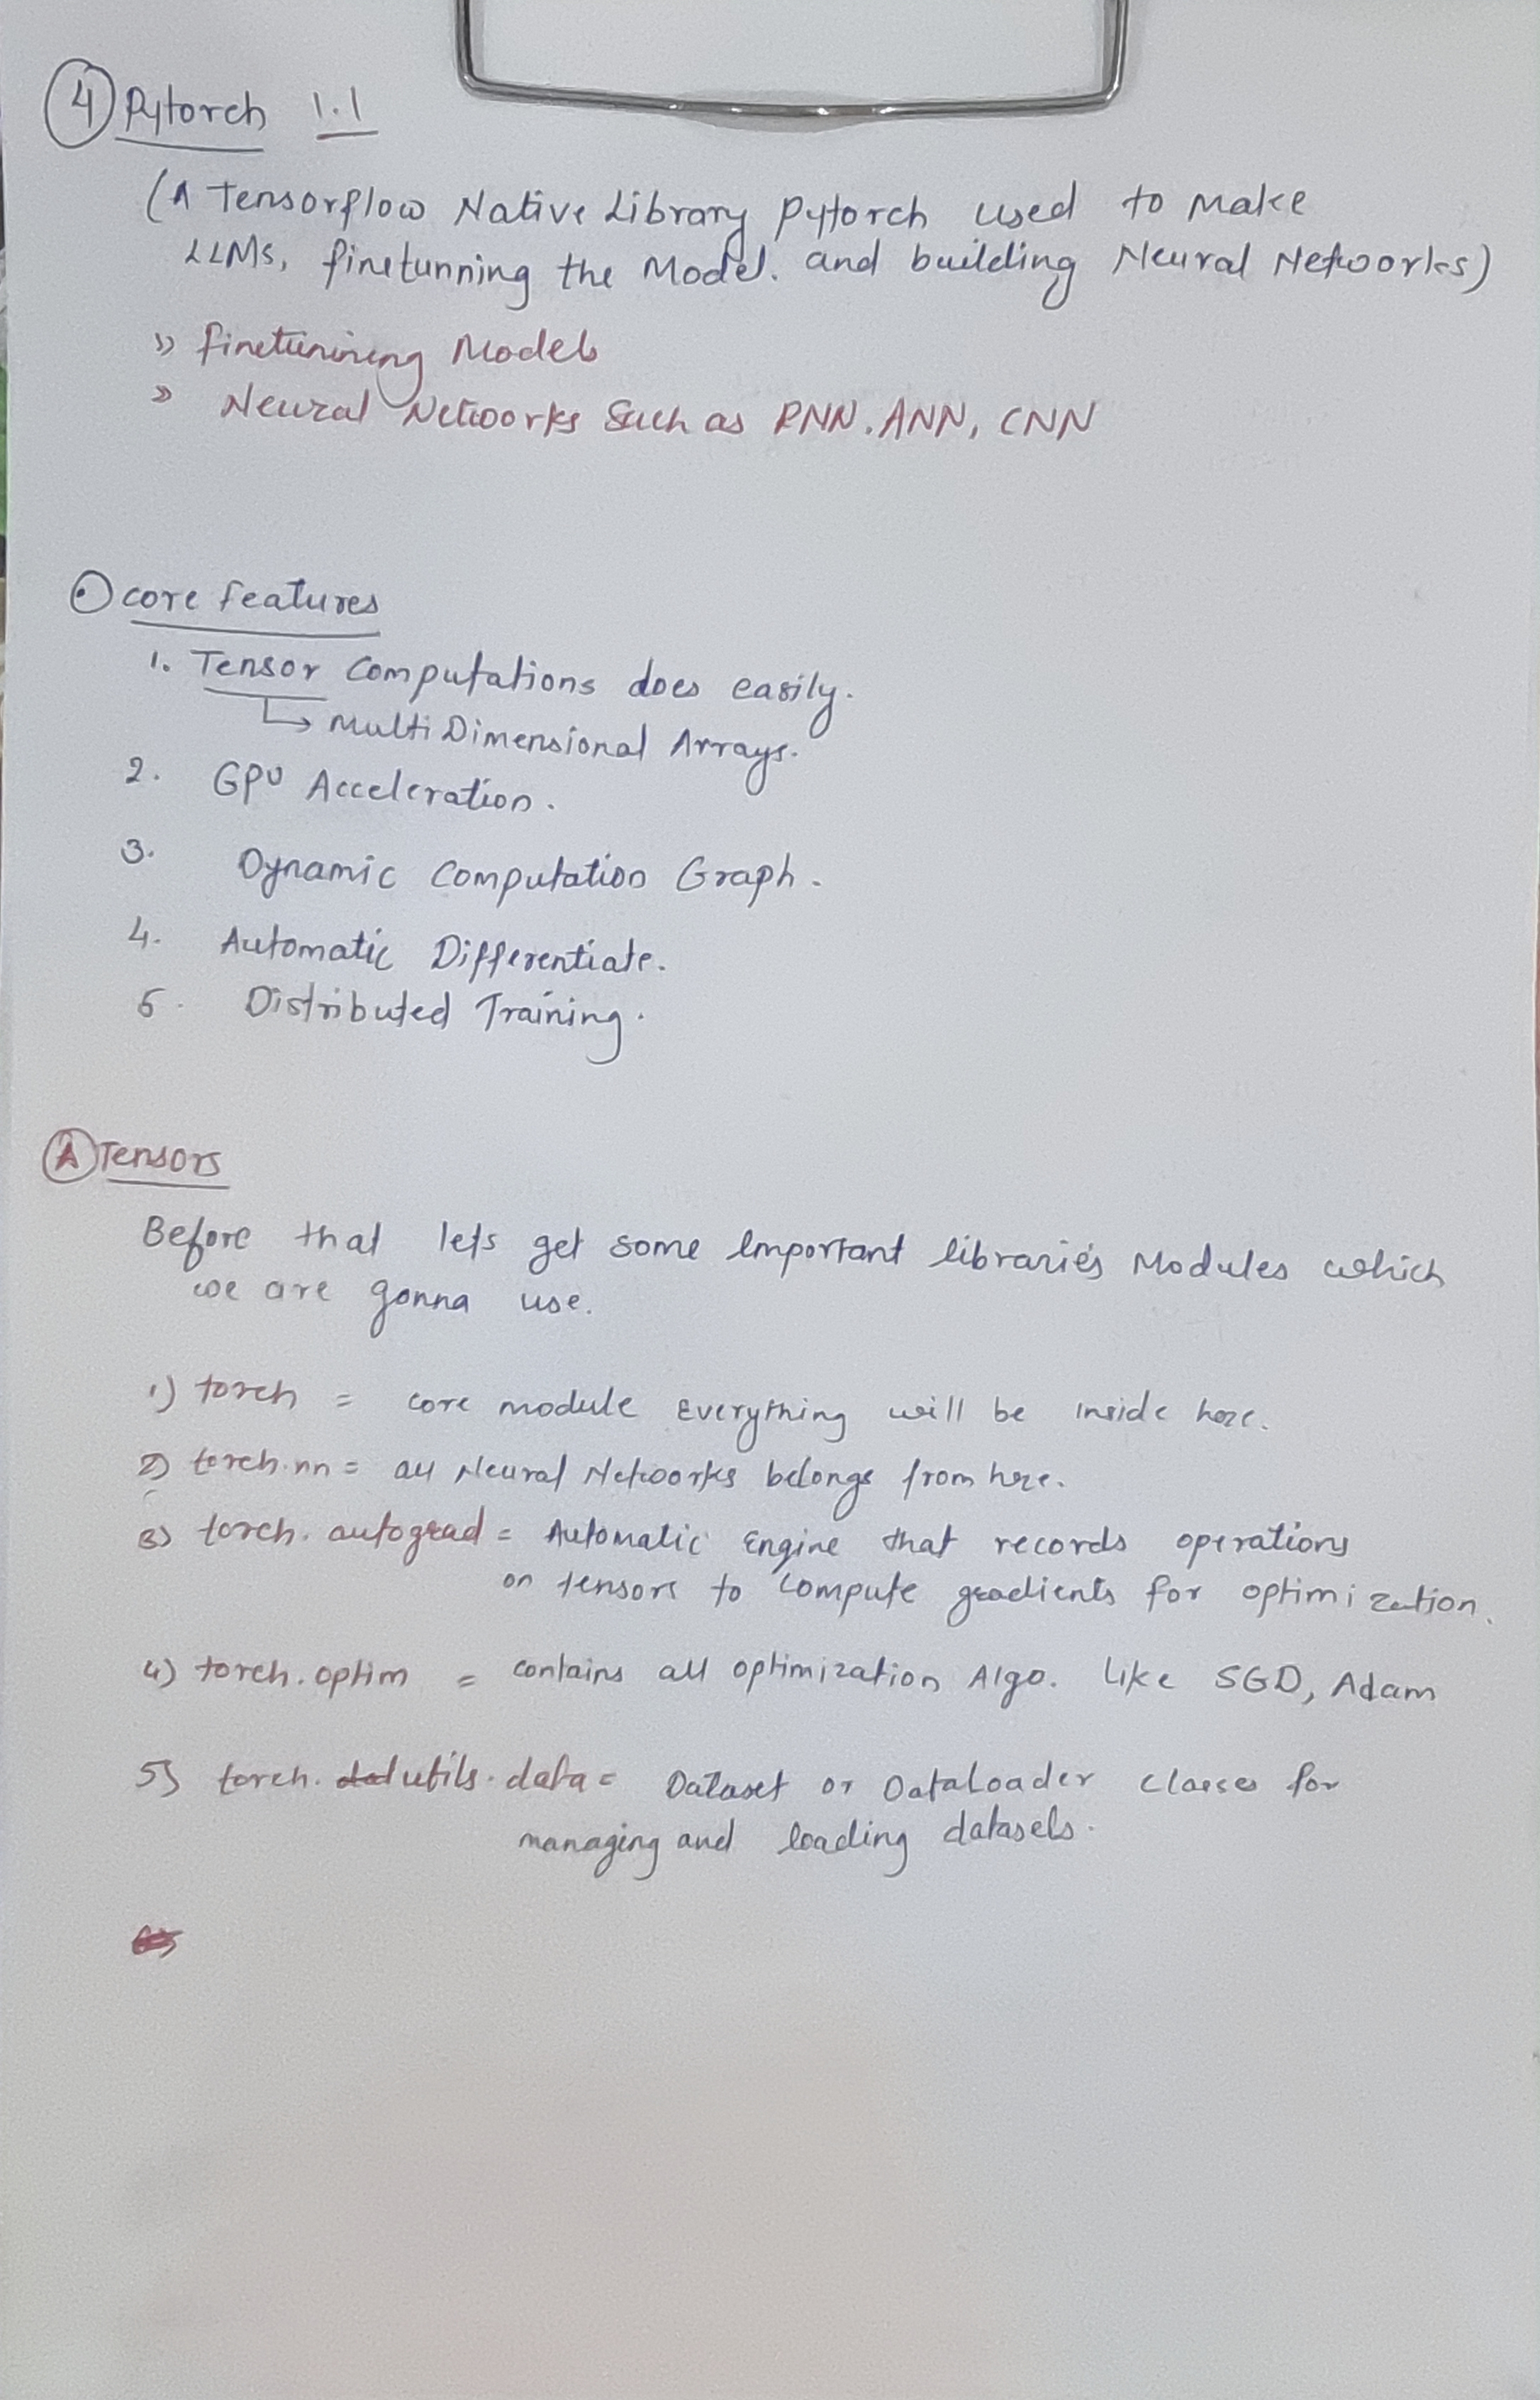 4 Pytorch 1.1
(A Tensorflow Native Library Pytorch used to make
LLMs, finetunning the Model. and building Neural Networks)
» finetunining Models
» Neural Networks Such as RNN, ANN, CNN
core features
1. Tensor Computations does easily.
↳ Multi Dimensional Arrays.
2. GPU Acceleration.
3. Dynamic Computation Graph.
4. Automatic Differentiate.
5. Distributed Training.
A Tensors
Before that lets get some Important libraries Modules which
we are gonna use.
1) torch = core module Everything will be inside here.
2) torch.nn = all Neural Networks belongs from here.
3) torch. autograd = Automatic Engine that records operations
on tensors to compute gradients for optimization.
4) torch. optim = contains all optimization Algo. like SGD, Adam
5) torch. utils. data = Dataset or DataLoader classes for
managing and loading datasets.